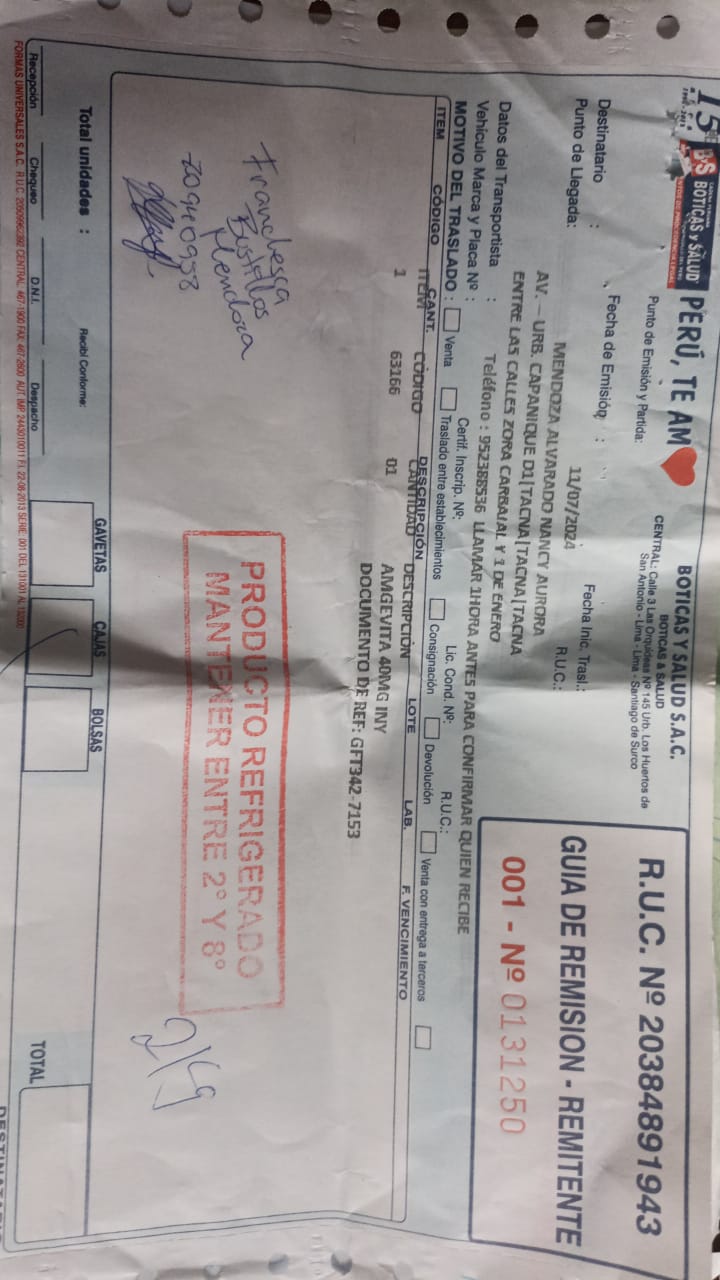 BOTICAS y SALUD
PERÚ, TE AM
BOTICAS Y SALUD S.A.C.
BOTICAS & SALUD
CENTRAL: Calle 3 Las Orquídeas Nº 145 Urb. Los Huertos de
San Antonio - Lima - Lima - Santiago de Surco
Punto de Emisión y Partida:
R.U.C. Nº 20384891943
GUIA DE REMISION - REMITENTE
001 - Nº 0131250
Fecha de Emisión :
11/07/2024
Fecha Inic. Trasl.:
Destinatario :
MENDOZA ALVARADO NANCY AURORA
R.U.C.:
Punto de Llegada: :
AV. - URB. CAPANIQUE D1|TACNA|TACNA|TACNA
ENTRE LAS CALLES ZORA CARBAJAL Y 1 DE ENERO
Datos del Transportista :
Teléfono : 952388536 LLAMAR 1HORA ANTES PARA CONFIRMAR QUIEN RECIBE
Vehículo Marca y Placa Nº :
Certif. Inscrip. Nº:
Lic. Cond. Nº:
R.U.C.:
MOTIVO DEL TRASLADO :
Venta
Traslado entre establecimientos
Consignación
Devolución
Venta con entrega a terceros
ITEM CÓDIGO CANT. DESCRIPCIÓN LOTE LAB. F. VENCIMIENTO
ITEM CÓDIGO CANTIDAD DESCRIPCIÓN
1 63166 01 AMGEVITA 40MG INY
DOCUMENTO DE REF: GFT342-7153
Franchesca
Bustillos
Mendoza
PRODUCTO REFRIGERADO
MANTENER ENTRE 2° Y 8°
Total unidades :
Recibí Conforme:
GAVETAS
CAJAS
BOLSAS
TOTAL
Recepción
Chequeo
D.N.I.
Despacho